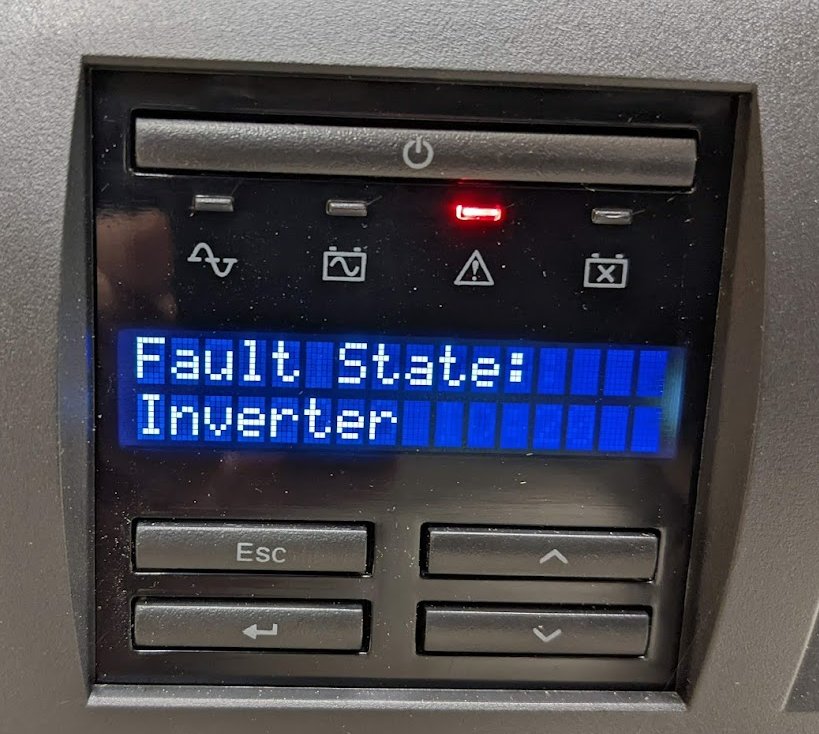 Fault State:
Inverter
Esc